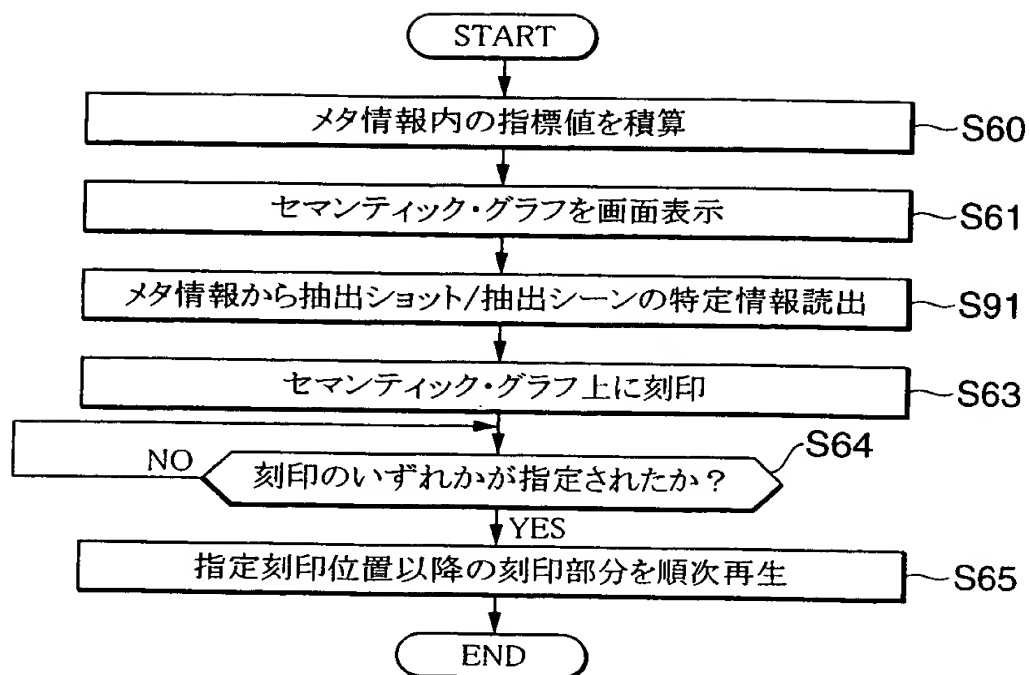 START
メタ情報内の指標値を積算
S60
セマンティック・グラフを画面表示
S61
メタ情報から抽出ショット/抽出シーンの特定情報読出
S91
セマンティック・グラフ上に刻印
S63
S64
NO
刻印のいずれかが指定されたか?
YES
指定刻印位置以降の刻印部分を順次再生
S65
END